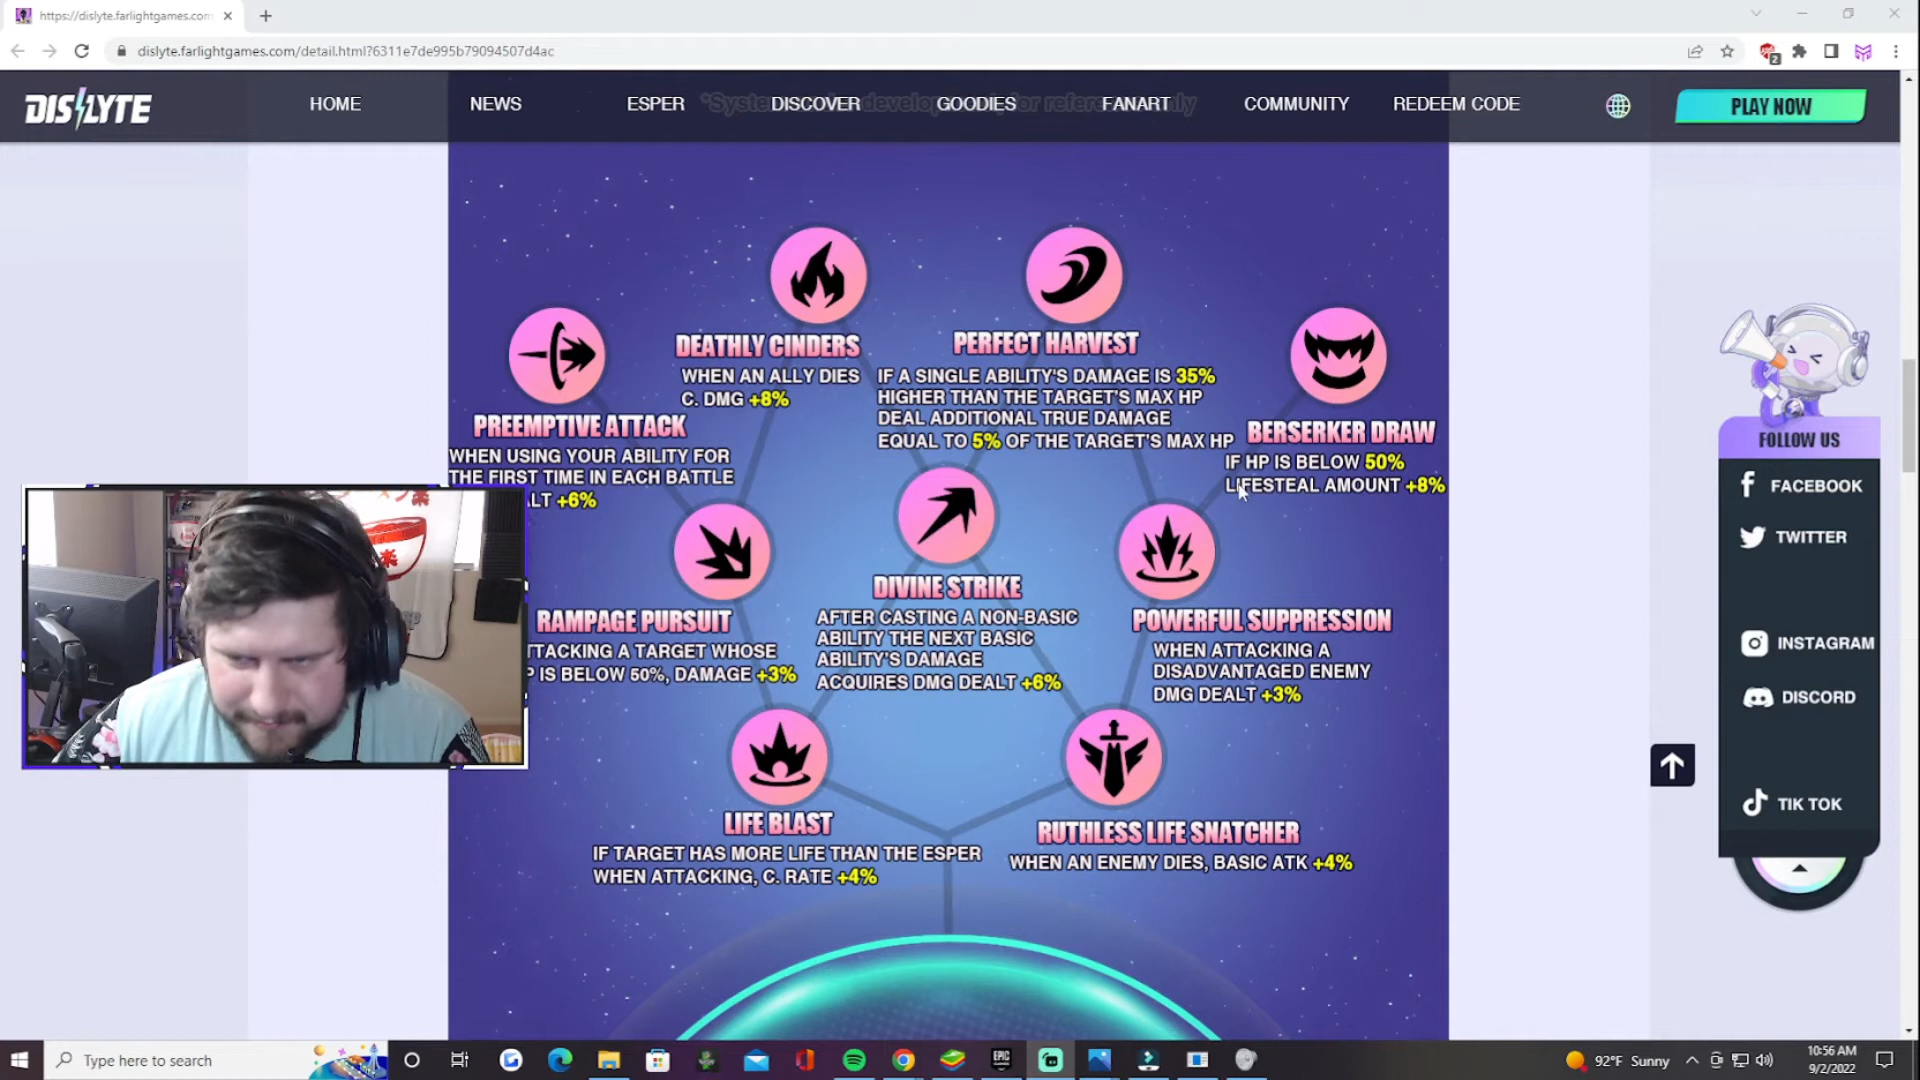 https://dislyte.farlightgames.com
dislyte.farlightgames.com/detail.html?6311e7de995b79094507d4ac
2
DISLYTE
HOME
NEWS
ESPER
DISCOVER
GOODIES
FANART
COMMUNITY
REDEEM CODE
PLAY NOW
DEATHLY CINDERS
WHEN AN ALLY DIES
C. DMG +8%
PERFECT HARVEST
IF A SINGLE ABILITY'S DAMAGE IS 35%
HIGHER THAN THE TARGET'S MAX HP
DEAL ADDITIONAL TRUE DAMAGE
EQUAL TO 5% OF THE TARGET'S MAX HP
PREEMPTIVE ATTACK
WHEN USING YOUR ABILITY FOR
THE FIRST TIME IN EACH BATTLE
LT +6%
BERSERKER DRAW
IF HP IS BELOW 50%
LIFESTEAL AMOUNT +8%
RAMPAGE PURSUIT
TTACKING A TARGET WHOSE
P IS BELOW 50%, DAMAGE +3%
DIVINE STRIKE
AFTER CASTING A NON-BASIC
ABILITY THE NEXT BASIC
ABILITY'S DAMAGE
ACQUIRES DMG DEALT +6%
POWERFUL SUPPRESSION
WHEN ATTACKING A
DISADVANTAGED ENEMY
DMG DEALT +3%
LIFE BLAST
IF TARGET HAS MORE LIFE THAN THE ESPER
WHEN ATTACKING, C. RATE +4%
RUTHLESS LIFE SNATCHER
WHEN AN ENEMY DIES, BASIC ATK +4%
FOLLOW US
FACEBOOK
TWITTER
INSTAGRAM
DISCORD
TIK TOK
Type here to search
EPIC
92°F Sunny
10:56 AM
9/2/2022